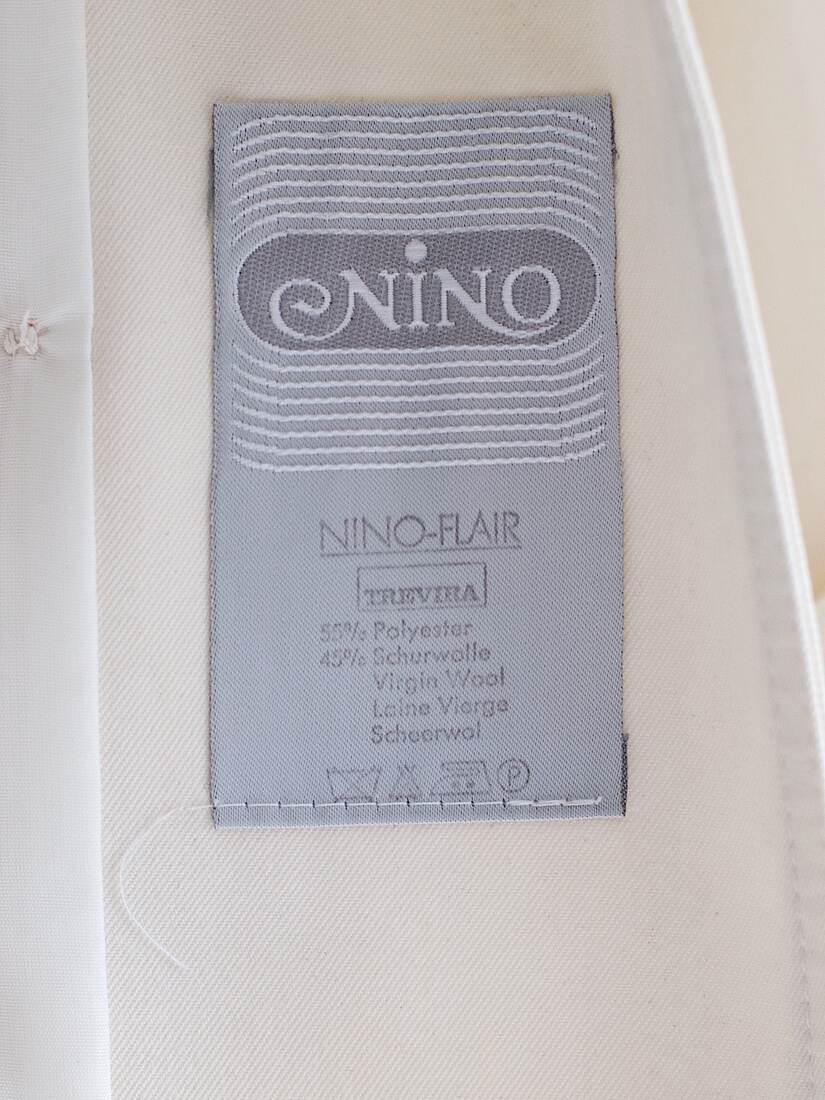 NINO
NINO-FLAIR
TREVIRA
55% Polyester
45% Schurwolle
Virgin Wool
Laine Vierge
Scheerwol
P